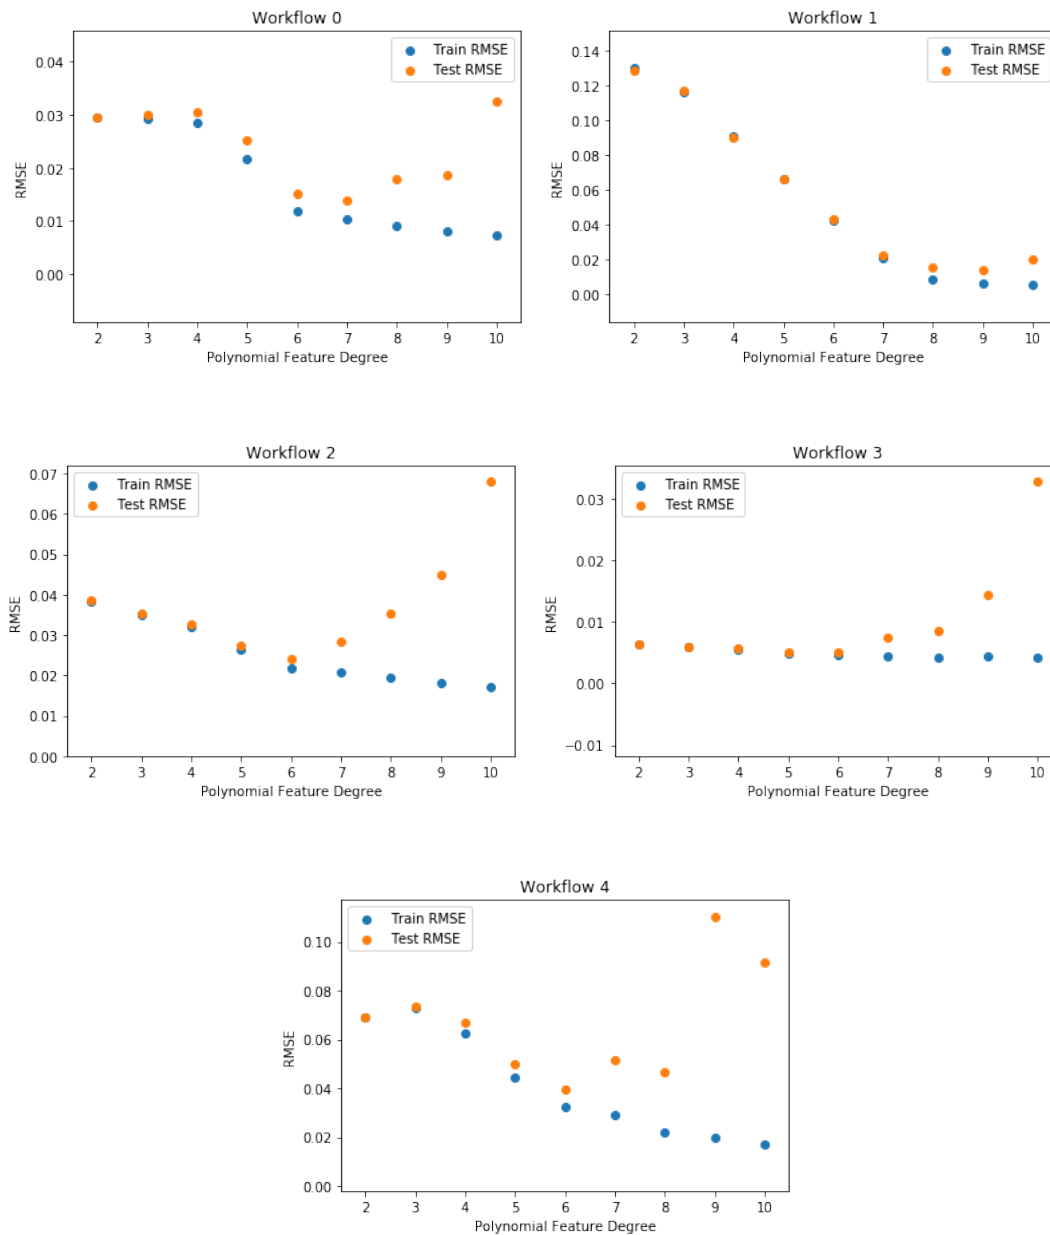 Workflow 0
Train RMSE
Test RMSE
0.04
0.03
0.02
0.01
0.00
RMSE
2 3 4 5 6 7 8 9 10
Polynomial Feature Degree
Workflow 1
Train RMSE
Test RMSE
0.14
0.12
0.10
0.08
0.06
0.04
0.02
0.00
RMSE
2 3 4 5 6 7 8 9 10
Polynomial Feature Degree
Workflow 2
Train RMSE
Test RMSE
0.07
0.06
0.05
0.04
0.03
0.02
0.01
0.00
RMSE
2 3 4 5 6 7 8 9 10
Polynomial Feature Degree
Workflow 3
Train RMSE
Test RMSE
0.03
0.02
0.01
0.00
−0.01
RMSE
2 3 4 5 6 7 8 9 10
Polynomial Feature Degree
Workflow 4
Train RMSE
Test RMSE
0.10
0.08
0.06
0.04
0.02
0.00
RMSE
2 3 4 5 6 7 8 9 10
Polynomial Feature Degree